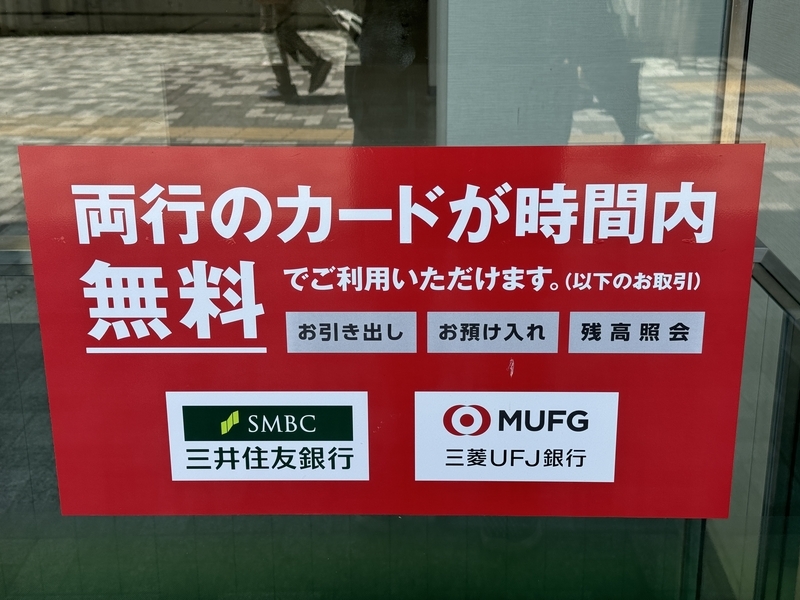 両行のカードが時間内
無料でご利用いただけます。(以下のお取引)
お引き出し お預け入れ 残高照会
SMBC
三井住友銀行
MUFG
三菱UFJ銀行